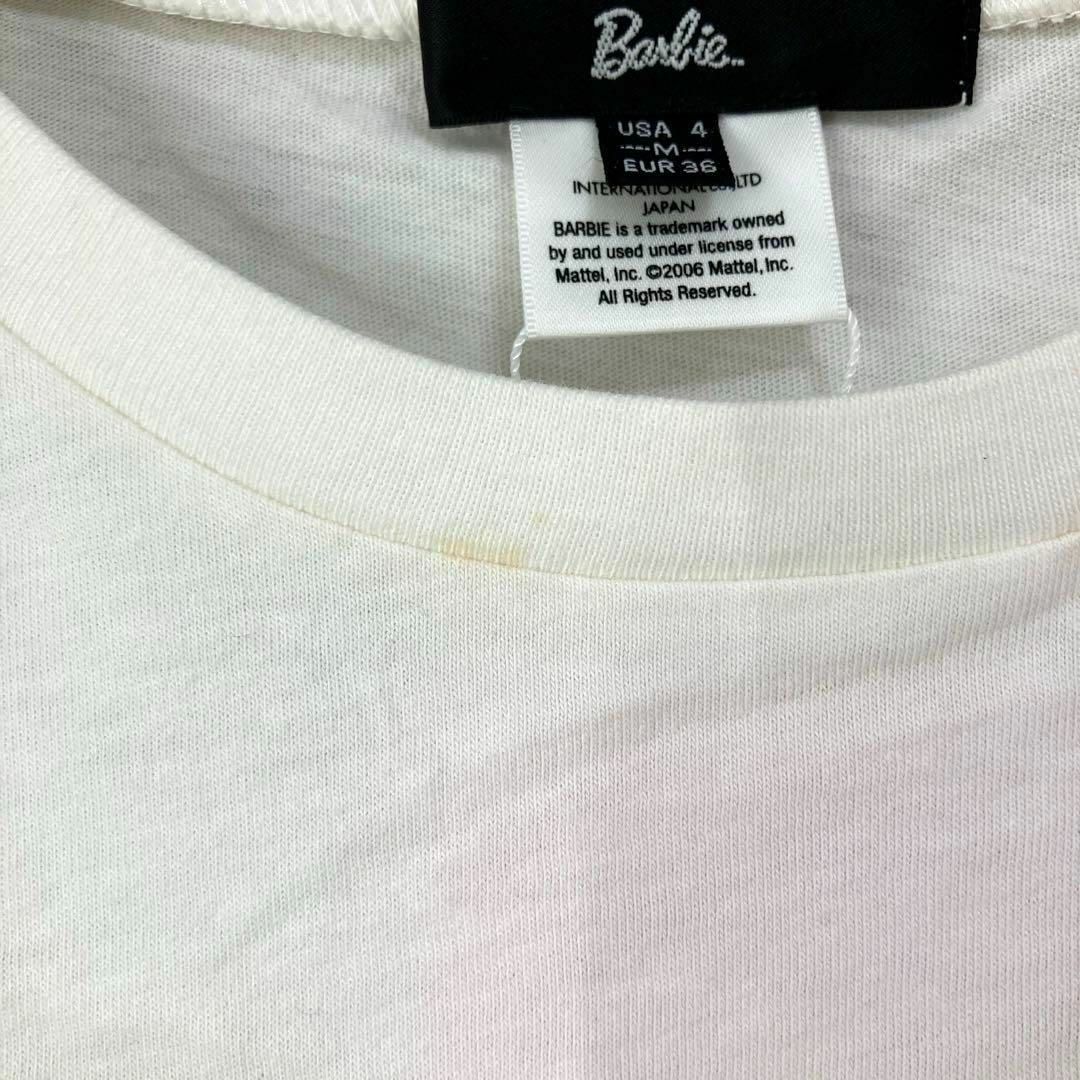 Barbie
USA 4
M
EUR 36
INTERNATIONAL CO., LTD
JAPAN
BARBIE is a trademark owned
by and used under license from
Mattel, Inc. ©2006 Mattel, Inc.
All Rights Reserved.